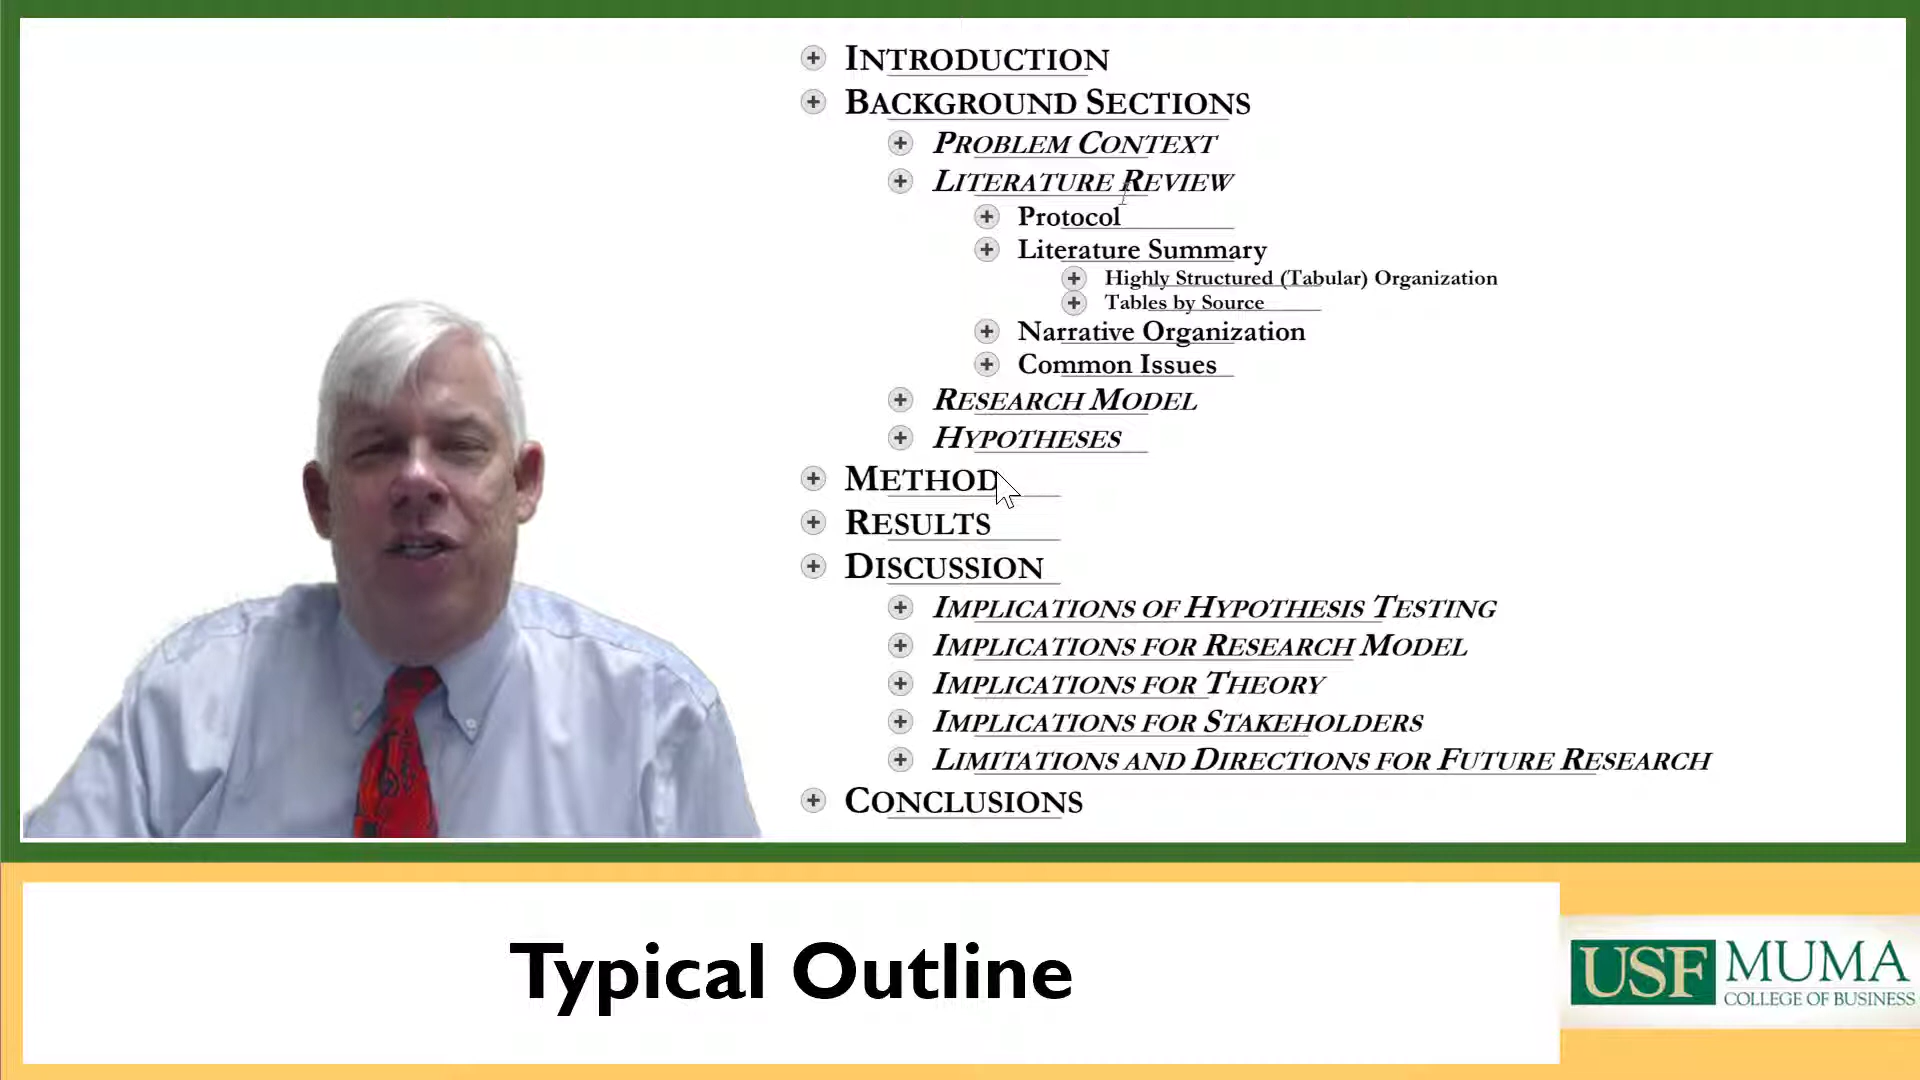 INTRODUCTION
BACKGROUND SECTIONS
PROBLEM CONTEXT
LITERATURE REVIEW
Protocol
Literature Summary
Highly Structured (Tabular) Organization
Tables by Source
Narrative Organization
Common Issues
RESEARCH MODEL
HYPOTHESES
METHOD
RESULTS
DISCUSSION
IMPLICATIONS OF HYPOTHESIS TESTING
IMPLICATIONS FOR RESEARCH MODEL
IMPLICATIONS FOR THEORY
IMPLICATIONS FOR STAKEHOLDERS
LIMITATIONS AND DIRECTIONS FOR FUTURE RESEARCH
CONCLUSIONS
Typical Outline
USF MUMA
COLLEGE OF BUSINESS